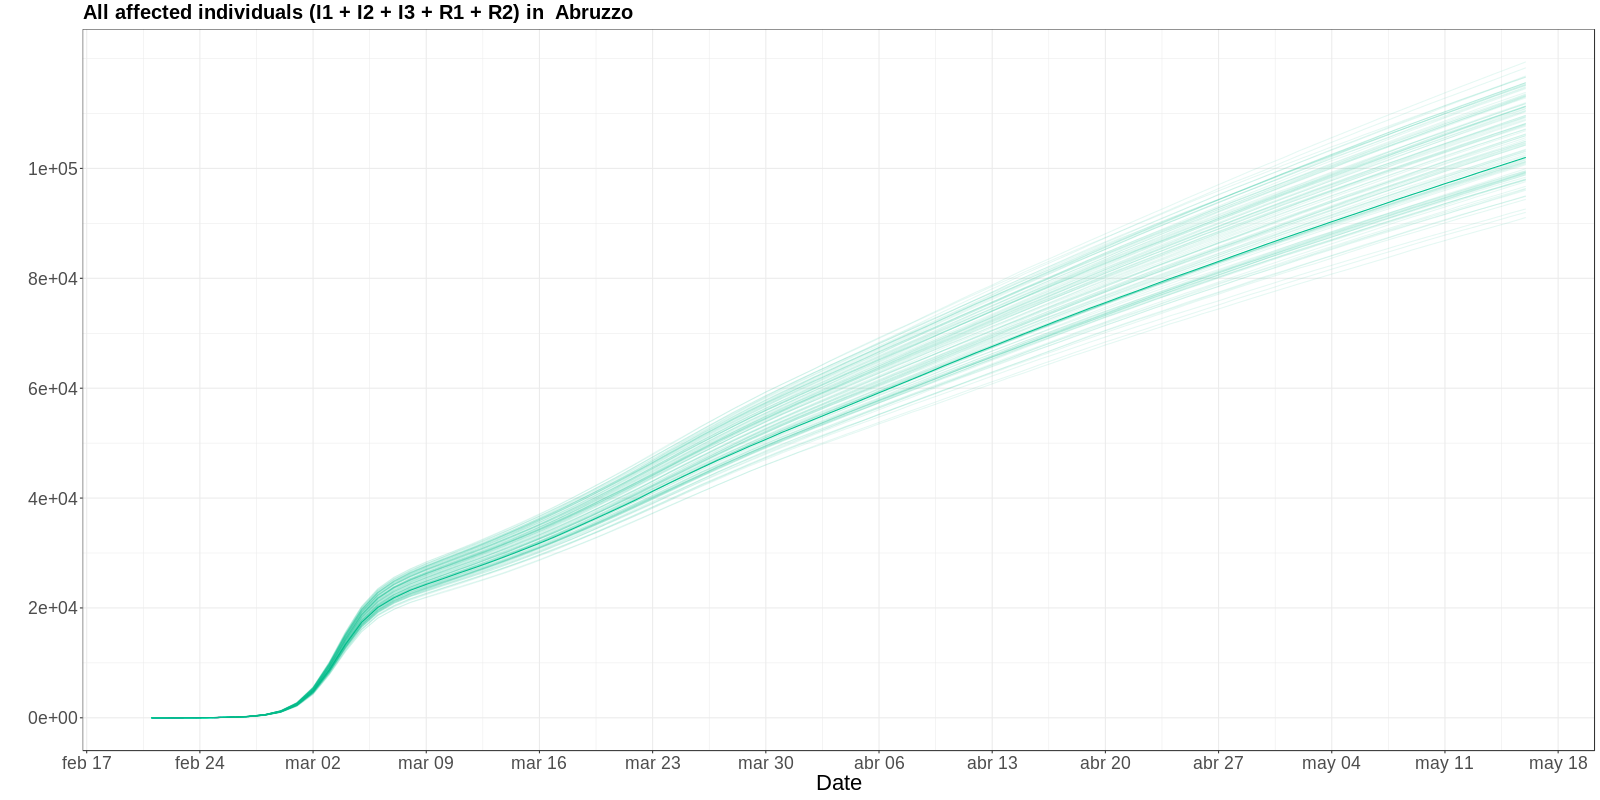 All affected individuals (I1 + I2 + I3 + R1 + R2) in  Abruzzo
1e+05
8e+04
6e+04
4e+04
2e+04
0e+00
feb 17 feb 24 mar 02 mar 09 mar 16 mar 23 mar 30 abr 06 abr 13 abr 20 abr 27 may 04 may 11 may 18
Date